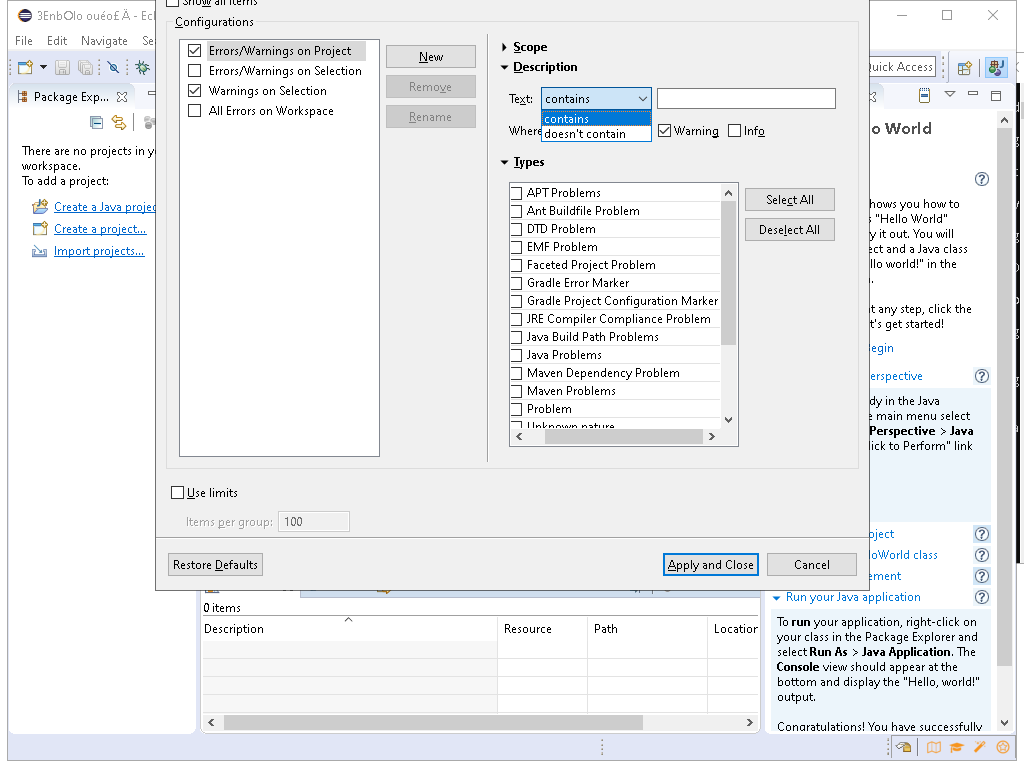 Show all items
Configurations
Errors/Warnings on Project
Errors/Warnings on Selection
Warnings on Selection
All Errors on Workspace
New
Remove
Rename
Scope
Description
Text:
contains
contains
doesn't contain
Where
Warning
Info
Types
APT Problems
Ant Buildfile Problem
DTD Problem
EMF Problem
Faceted Project Problem
Gradle Error Marker
Gradle Project Configuration Marker
JRE Compiler Compliance Problem
Java Build Path Problems
Java Problems
Maven Dependency Problem
Maven Problems
Problem
Unknown nature
Select All
Deselect All
Use limits
Items per group:
100
Restore Defaults
Apply and Close
Cancel
File Edit Navigate Se
Package Exp...
There are no projects in y
workspace.
To add a project:
Create a Java projec
Create a project...
Import projects...
0 items
Description
Resource
Path
Location
Quick Access
lo World
hows you how to
s "Hello World"
y it out. You will
ect and a Java class
llo world!" in the
t any step, click the
t's get started!
egin
erspective
dy in the Java
e main menu select
Perspective > Java
lick to Perform" link
oject
loWorld class
ement
Run your Java application
To run your application, right-click on
your class in the Package Explorer and
select Run As > Java Application. The
Console view should appear at the
bottom and display the "Hello, world!"
output.
Congratulations! You have successfully